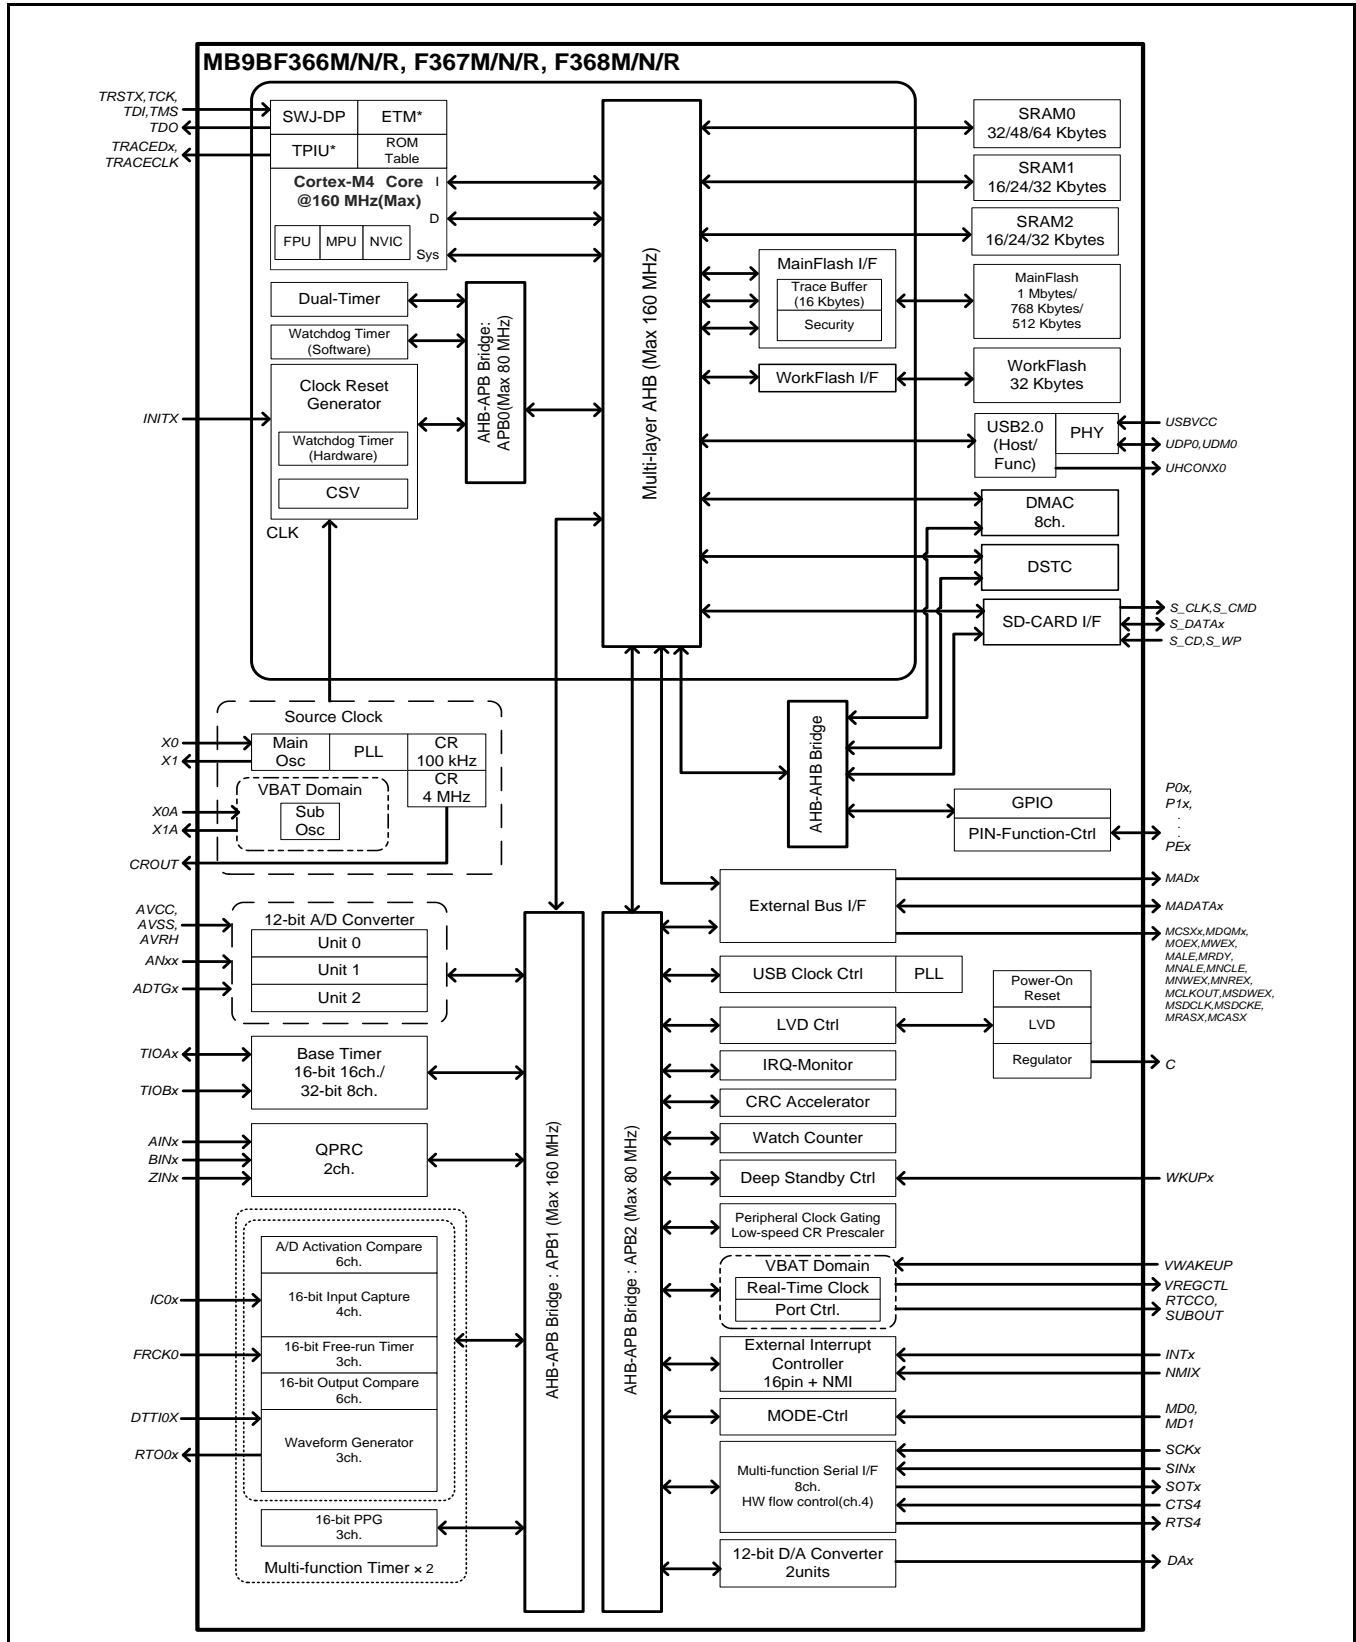 MB9BF366M/N/R, F367M/N/R, F368M/N/R
TRSTX,TCK,
TDI,TMS
TDO
TRACEDx,
TRACECLK
SWJ-DP
ETM*
TPIU*
ROM
Table
Cortex-M4 Core
@160 MHz(Max)
I
D
Sys
FPU
MPU
NVIC
Dual-Timer
Watchdog Timer
(Software)
Clock Reset
Generator
Watchdog Timer
(Hardware)
CSV
CLK
INITX
AHB-APB Bridge:
APB0(Max 80 MHz)
Multi-layer AHB (Max 160 MHz)
SRAM0
32/48/64 Kbytes
SRAM1
16/24/32 Kbytes
SRAM2
16/24/32 Kbytes
MainFlash I/F
Trace Buffer
(16 Kbytes)
Security
MainFlash
1 Mbytes/
768 Kbytes/
512 Kbytes
WorkFlash I/F
WorkFlash
32 Kbytes
USB2.0
(Host/
Func)
PHY
USBVCC
UDP0,UDM0
UHCONX0
DMAC
8ch.
DSTC
SD-CARD I/F
S_CLK,S_CMD
S_DATAx
S_CD,S_WP
Source Clock
X0
X1
Main
Osc
PLL
CR
100 kHz
CR
4 MHz
VBAT Domain
Sub
Osc
X0A
X1A
CROUT
AHB-AHB Bridge
GPIO
PIN-Function-Ctrl
P0x,
P1x,
.
.
.
PEx
AVCC,
AVSS,
AVRH
ANxx
ADTGx
12-bit A/D Converter
Unit 0
Unit 1
Unit 2
TIOAx
TIOBx
Base Timer
16-bit 16ch./
32-bit 8ch.
AINx
BINx
ZINx
QPRC
2ch.
A/D Activation Compare
6ch.
IC0x
16-bit Input Capture
4ch.
FRCK0
16-bit Free-run Timer
3ch.
16-bit Output Compare
6ch.
DTTI0X
RTO0x
Waveform Generator
3ch.
16-bit PPG
3ch.
Multi-function Timer × 2
AHB-APB Bridge : APB1 (Max 160 MHz)
AHB-APB Bridge : APB2 (Max 80 MHz)
External Bus I/F
MADx
MADATAx
MCSXx,MDQMx,
MOEX,MWEX,
MALE,MRDY,
MNALE,MNCLE,
MNWEX,MNREX,
MCLKOUT,MSDWEX,
MSDCLK,MSDCKE,
MRASX,MCASX
USB Clock Ctrl
PLL
LVD Ctrl
Power-On
Reset
LVD
Regulator
C
IRQ-Monitor
CRC Accelerator
Watch Counter
Deep Standby Ctrl
WKUPx
Peripheral Clock Gating
Low-speed CR Prescaler
VBAT Domain
Real-Time Clock
Port Ctrl.
VWAKEUP
VREGCTL
RTCCO,
SUBOUT
External Interrupt
Controller
16pin + NMI
INTx
NMIX
MODE-Ctrl
MD0,
MD1
Multi-function Serial I/F
8ch.
HW flow control(ch.4)
SCKx
SINx
SOTx
CTS4
RTS4
12-bit D/A Converter
2units
DAx